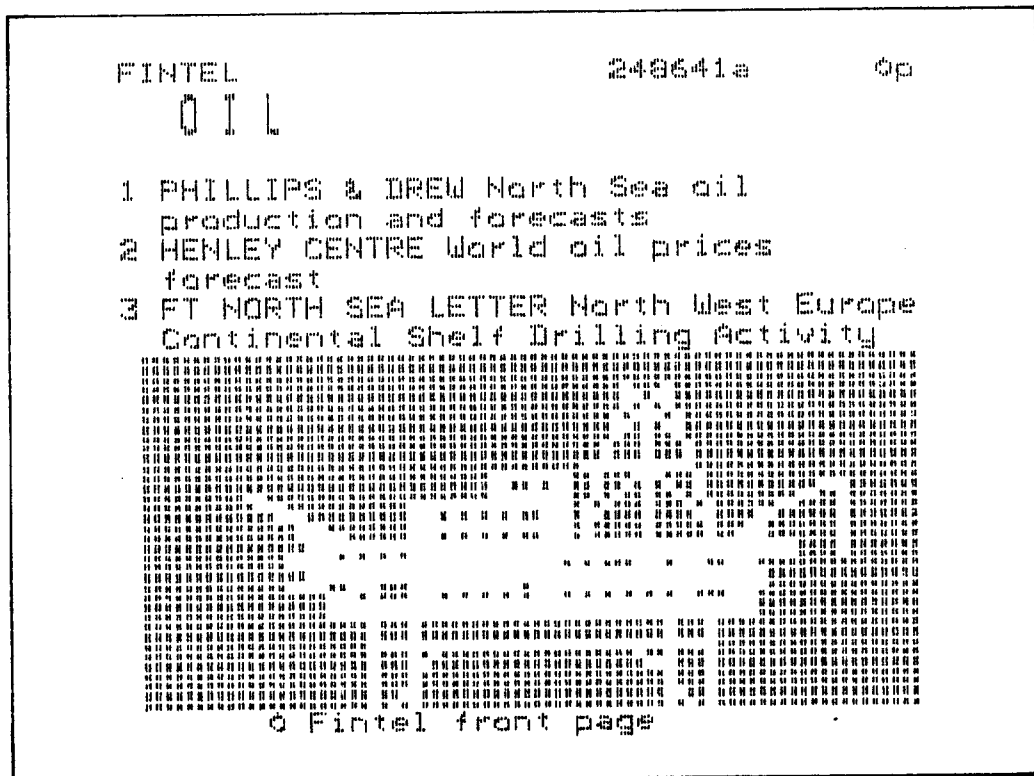 FINTEL 248641a 0p
OIL
1 PHILLIPS & DREW North Sea oil
production and forecasts
2 HENLEY CENTRE World oil prices
forecast
3 FT NORTH SEA LETTER North West Europe
Continental Shelf Drilling Activity
0 Fintel front page